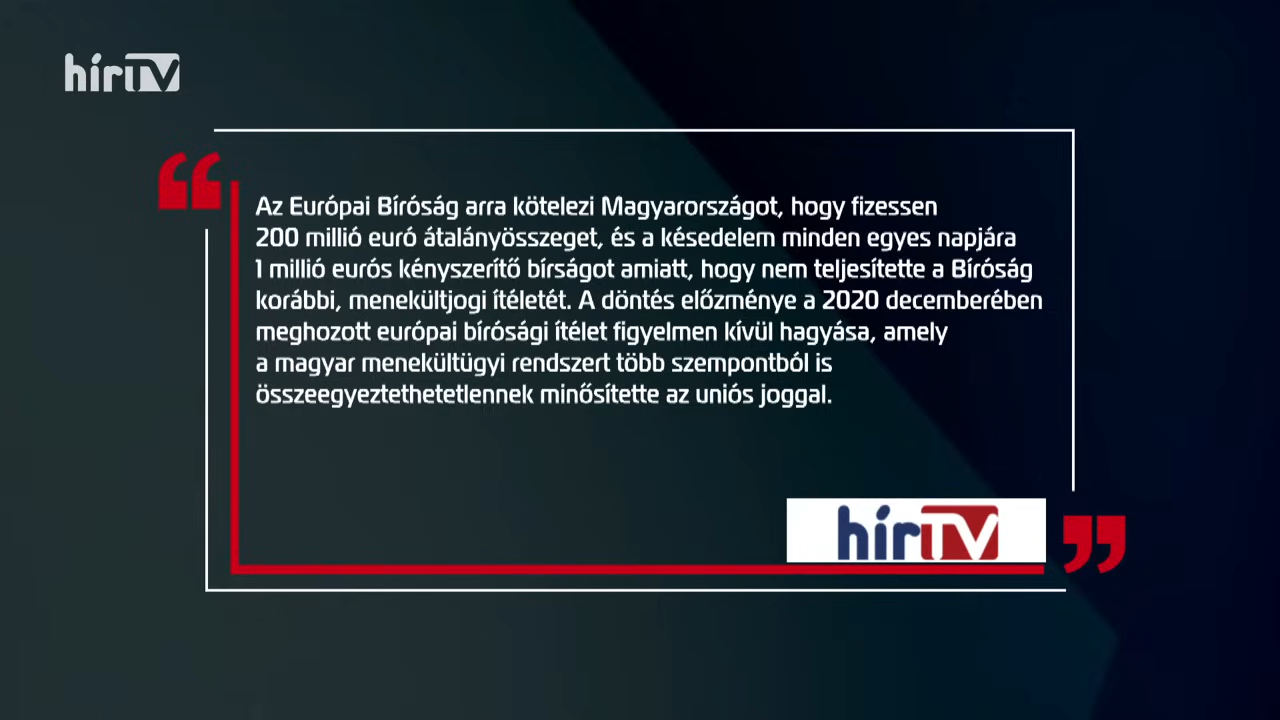 hírTV
Az Európai Bíróság arra kötelezi Magyarországot, hogy fizessen
200 millió euró átalányösszeget, és a késedelem minden egyes napjára
1 millió eurós kényszerítő bírságot amiatt, hogy nem teljesítette a Bíróság
korábbi, menekültjogi ítéletét. A döntés előzménye a 2020 decemberében
meghozott európai bírósági ítélet figyelmen kívül hagyása, amely
a magyar menekültügyi rendszert több szempontból is
összeegyeztethetetlennek minősítette az uniós joggal.
hírTV